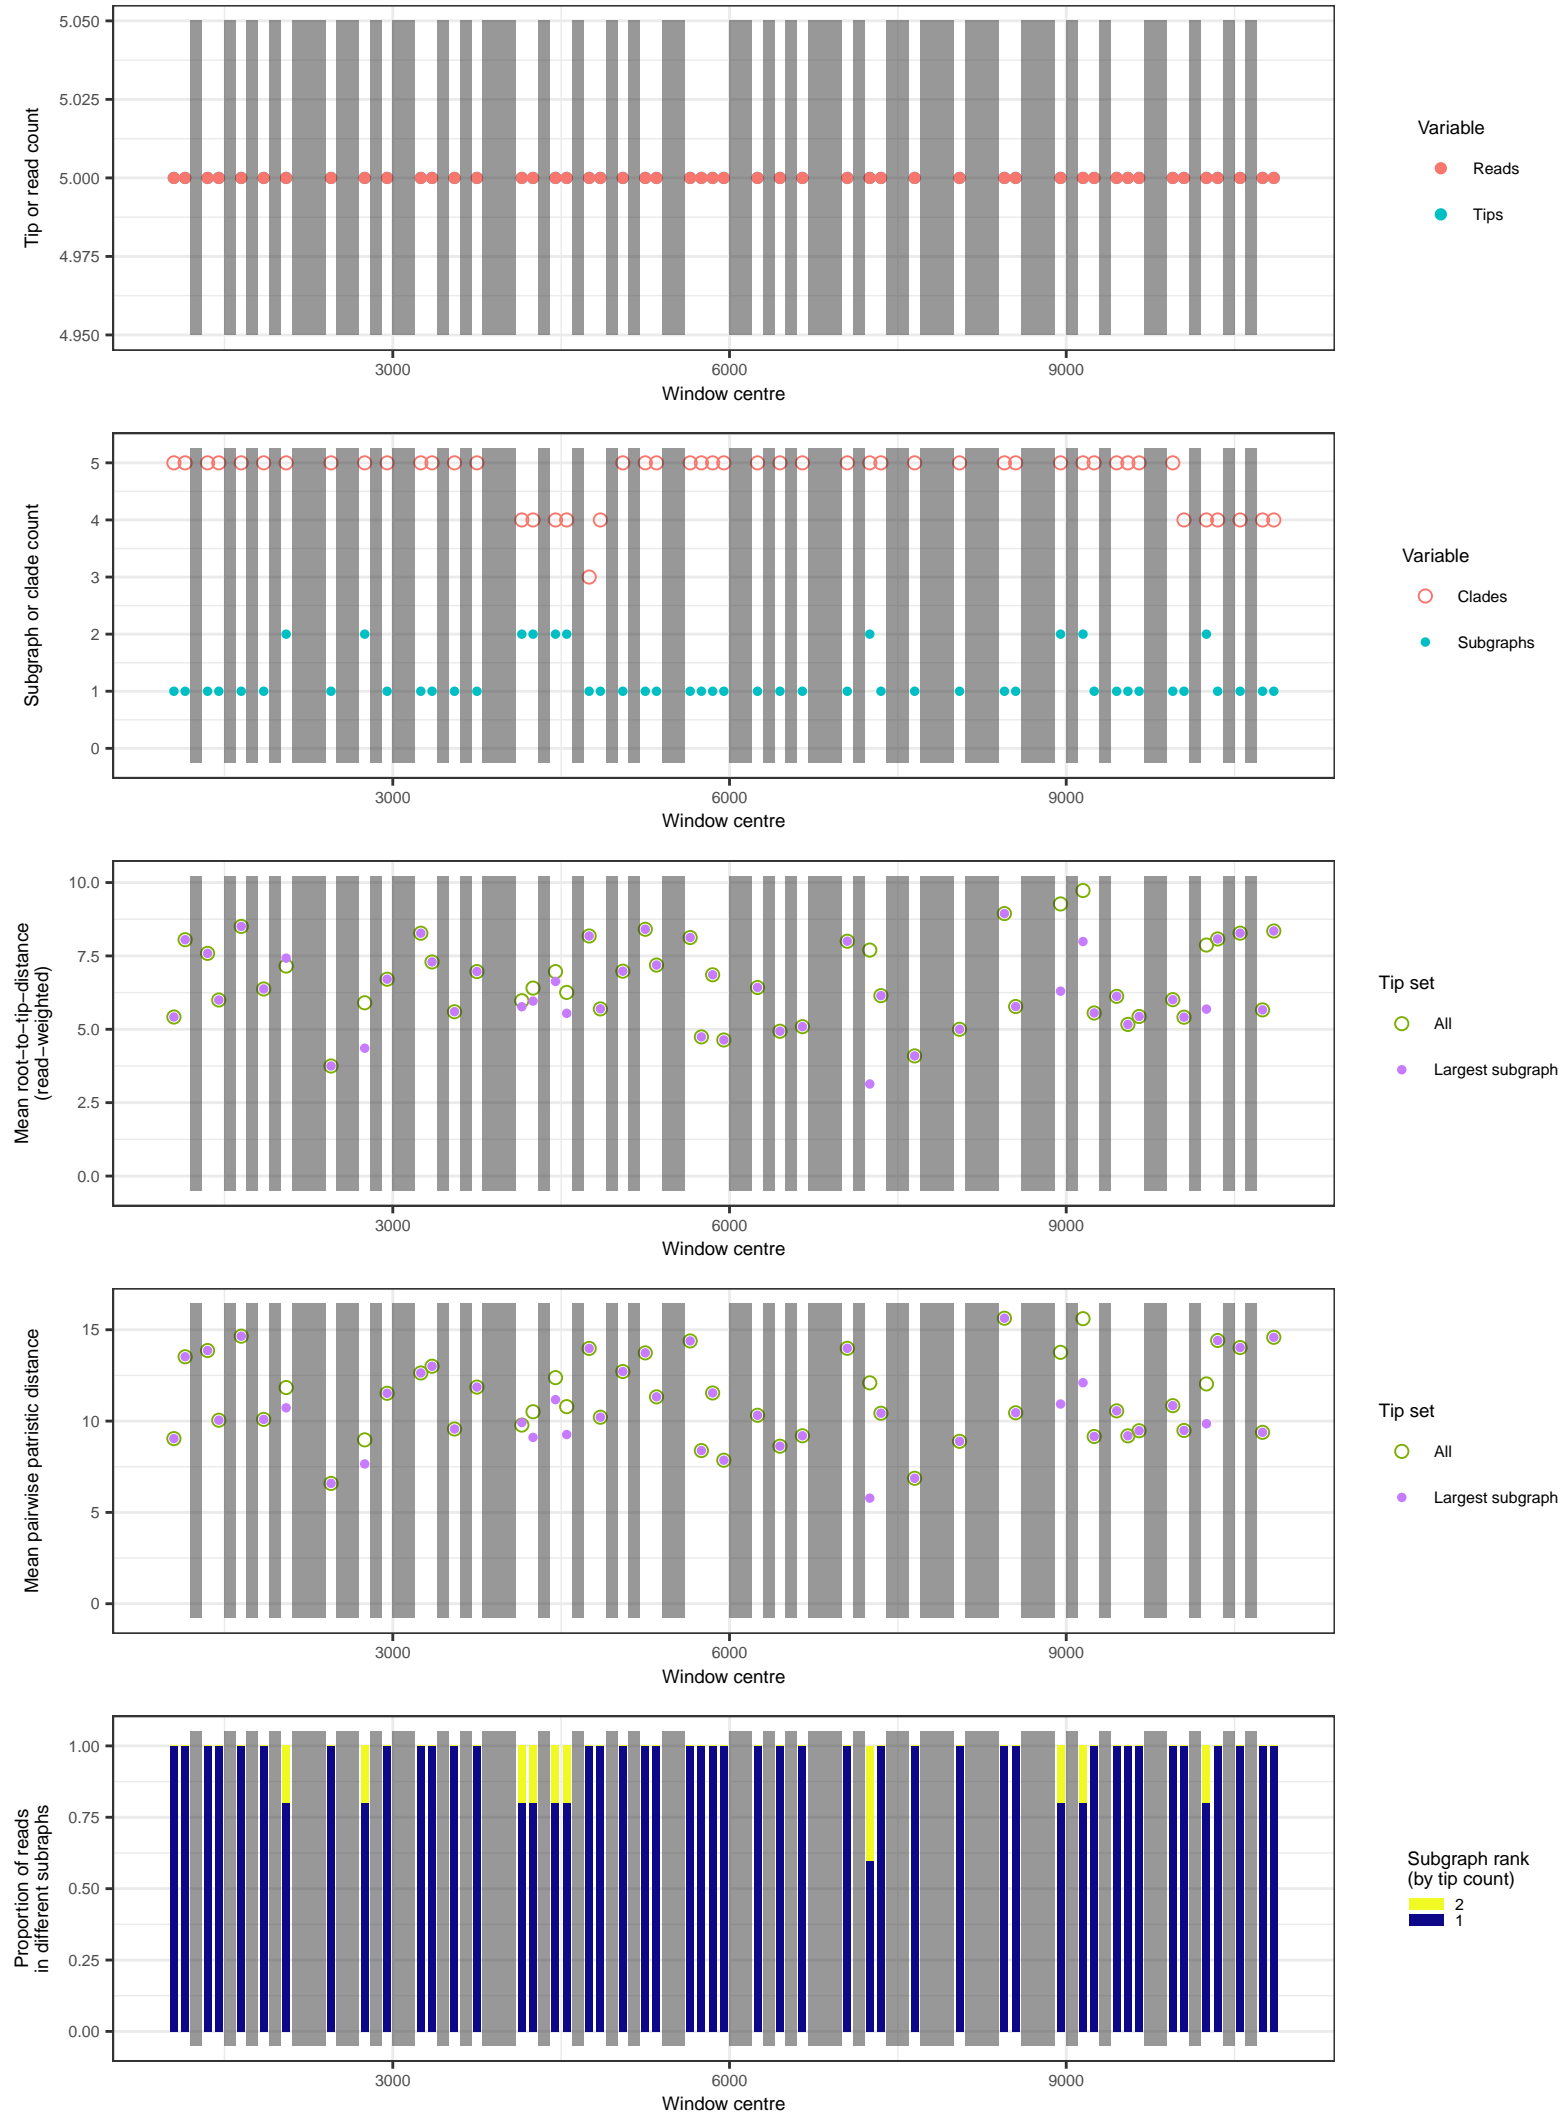 5.050
5.025
5.000
4.975
4.950
Tip or read count
3000
6000
9000
Window centre
Variable
Reads
Tips
5
4
3
2
1
0
Subgraph or clade count
3000
6000
9000
Window centre
Variable
Clades
Subgraphs
10.0
7.5
5.0
2.5
0.0
Mean root−to−tip−distance
(read−weighted)
3000
6000
9000
Window centre
Tip set
All
Largest subgraph
15
10
5
0
Mean pairwise patristic distance
3000
6000
9000
Window centre
Tip set
All
Largest subgraph
1.00
0.75
0.50
0.25
0.00
Proportion of reads
in different subraphs
3000
6000
9000
Window centre
Subgraph rank
(by tip count)
2
1